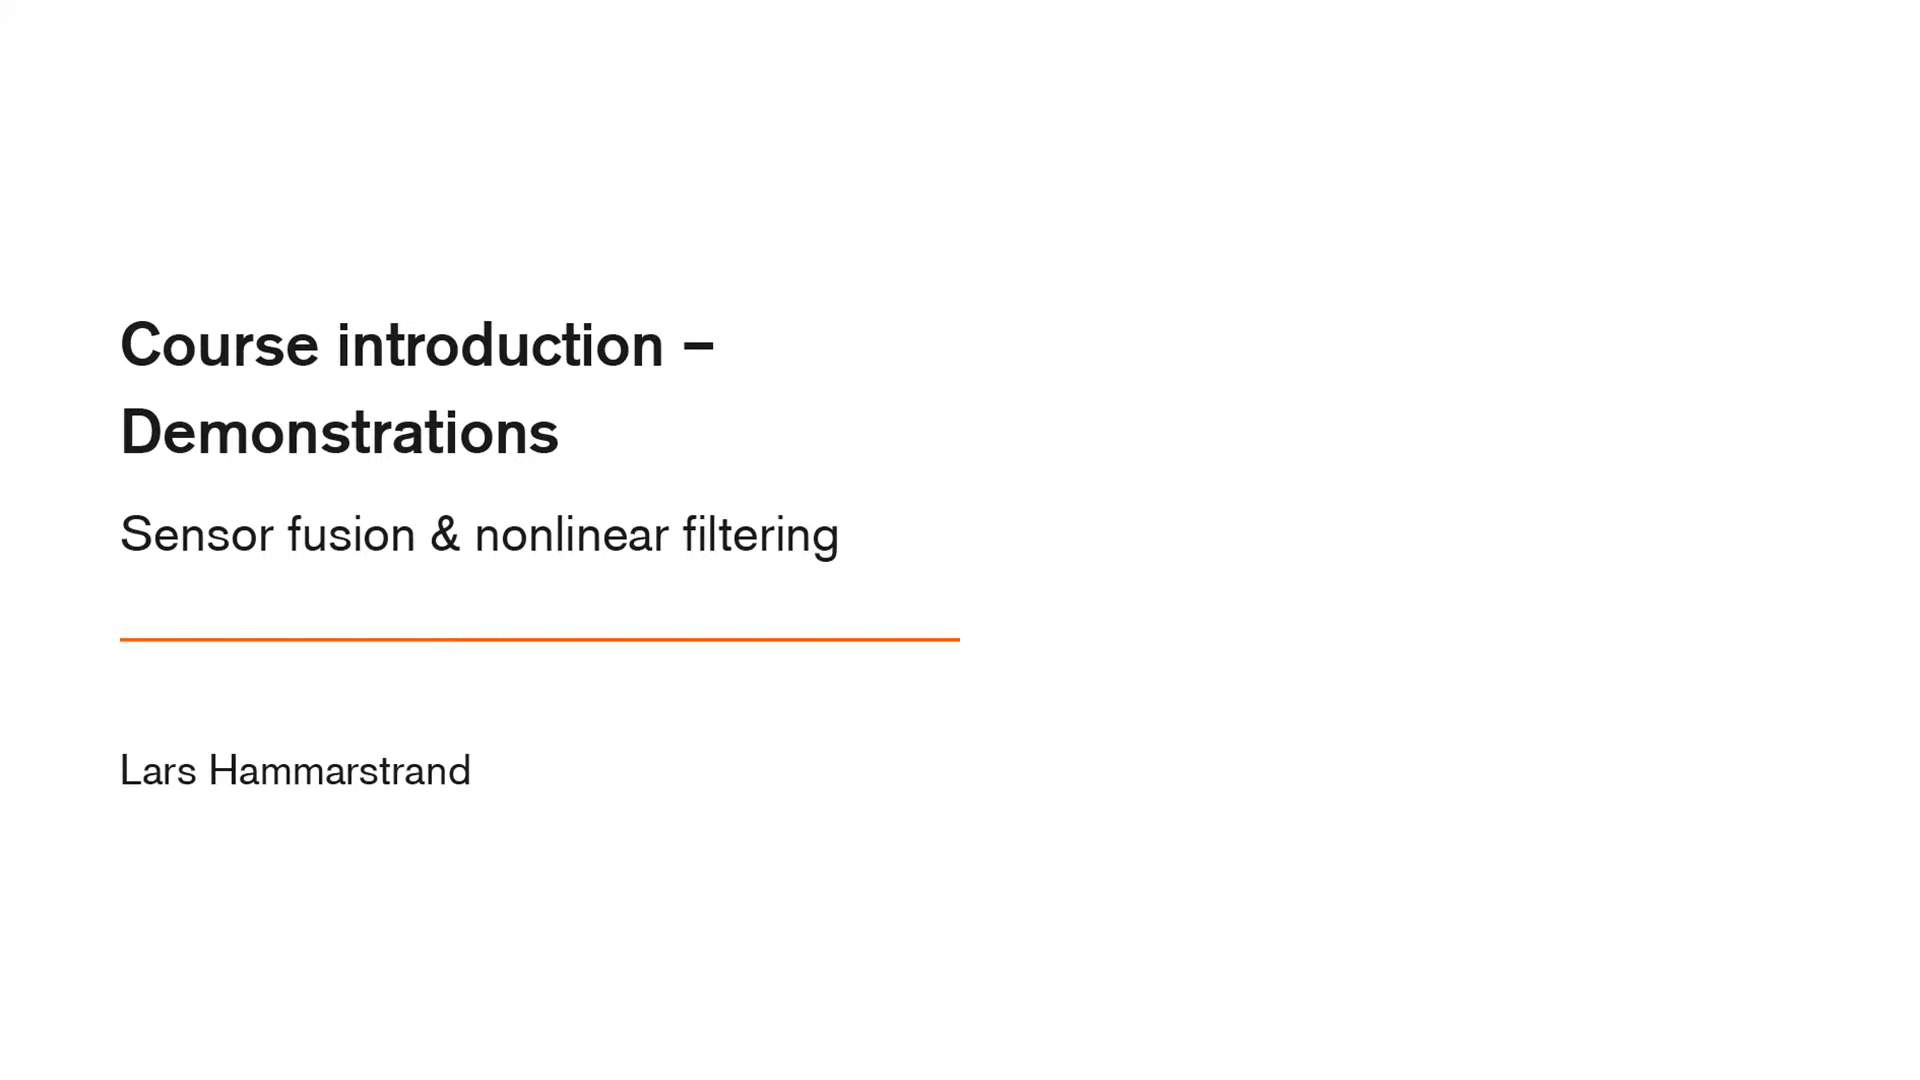 Course introduction –
Demonstrations
Sensor fusion & nonlinear filtering
Lars Hammarstrand